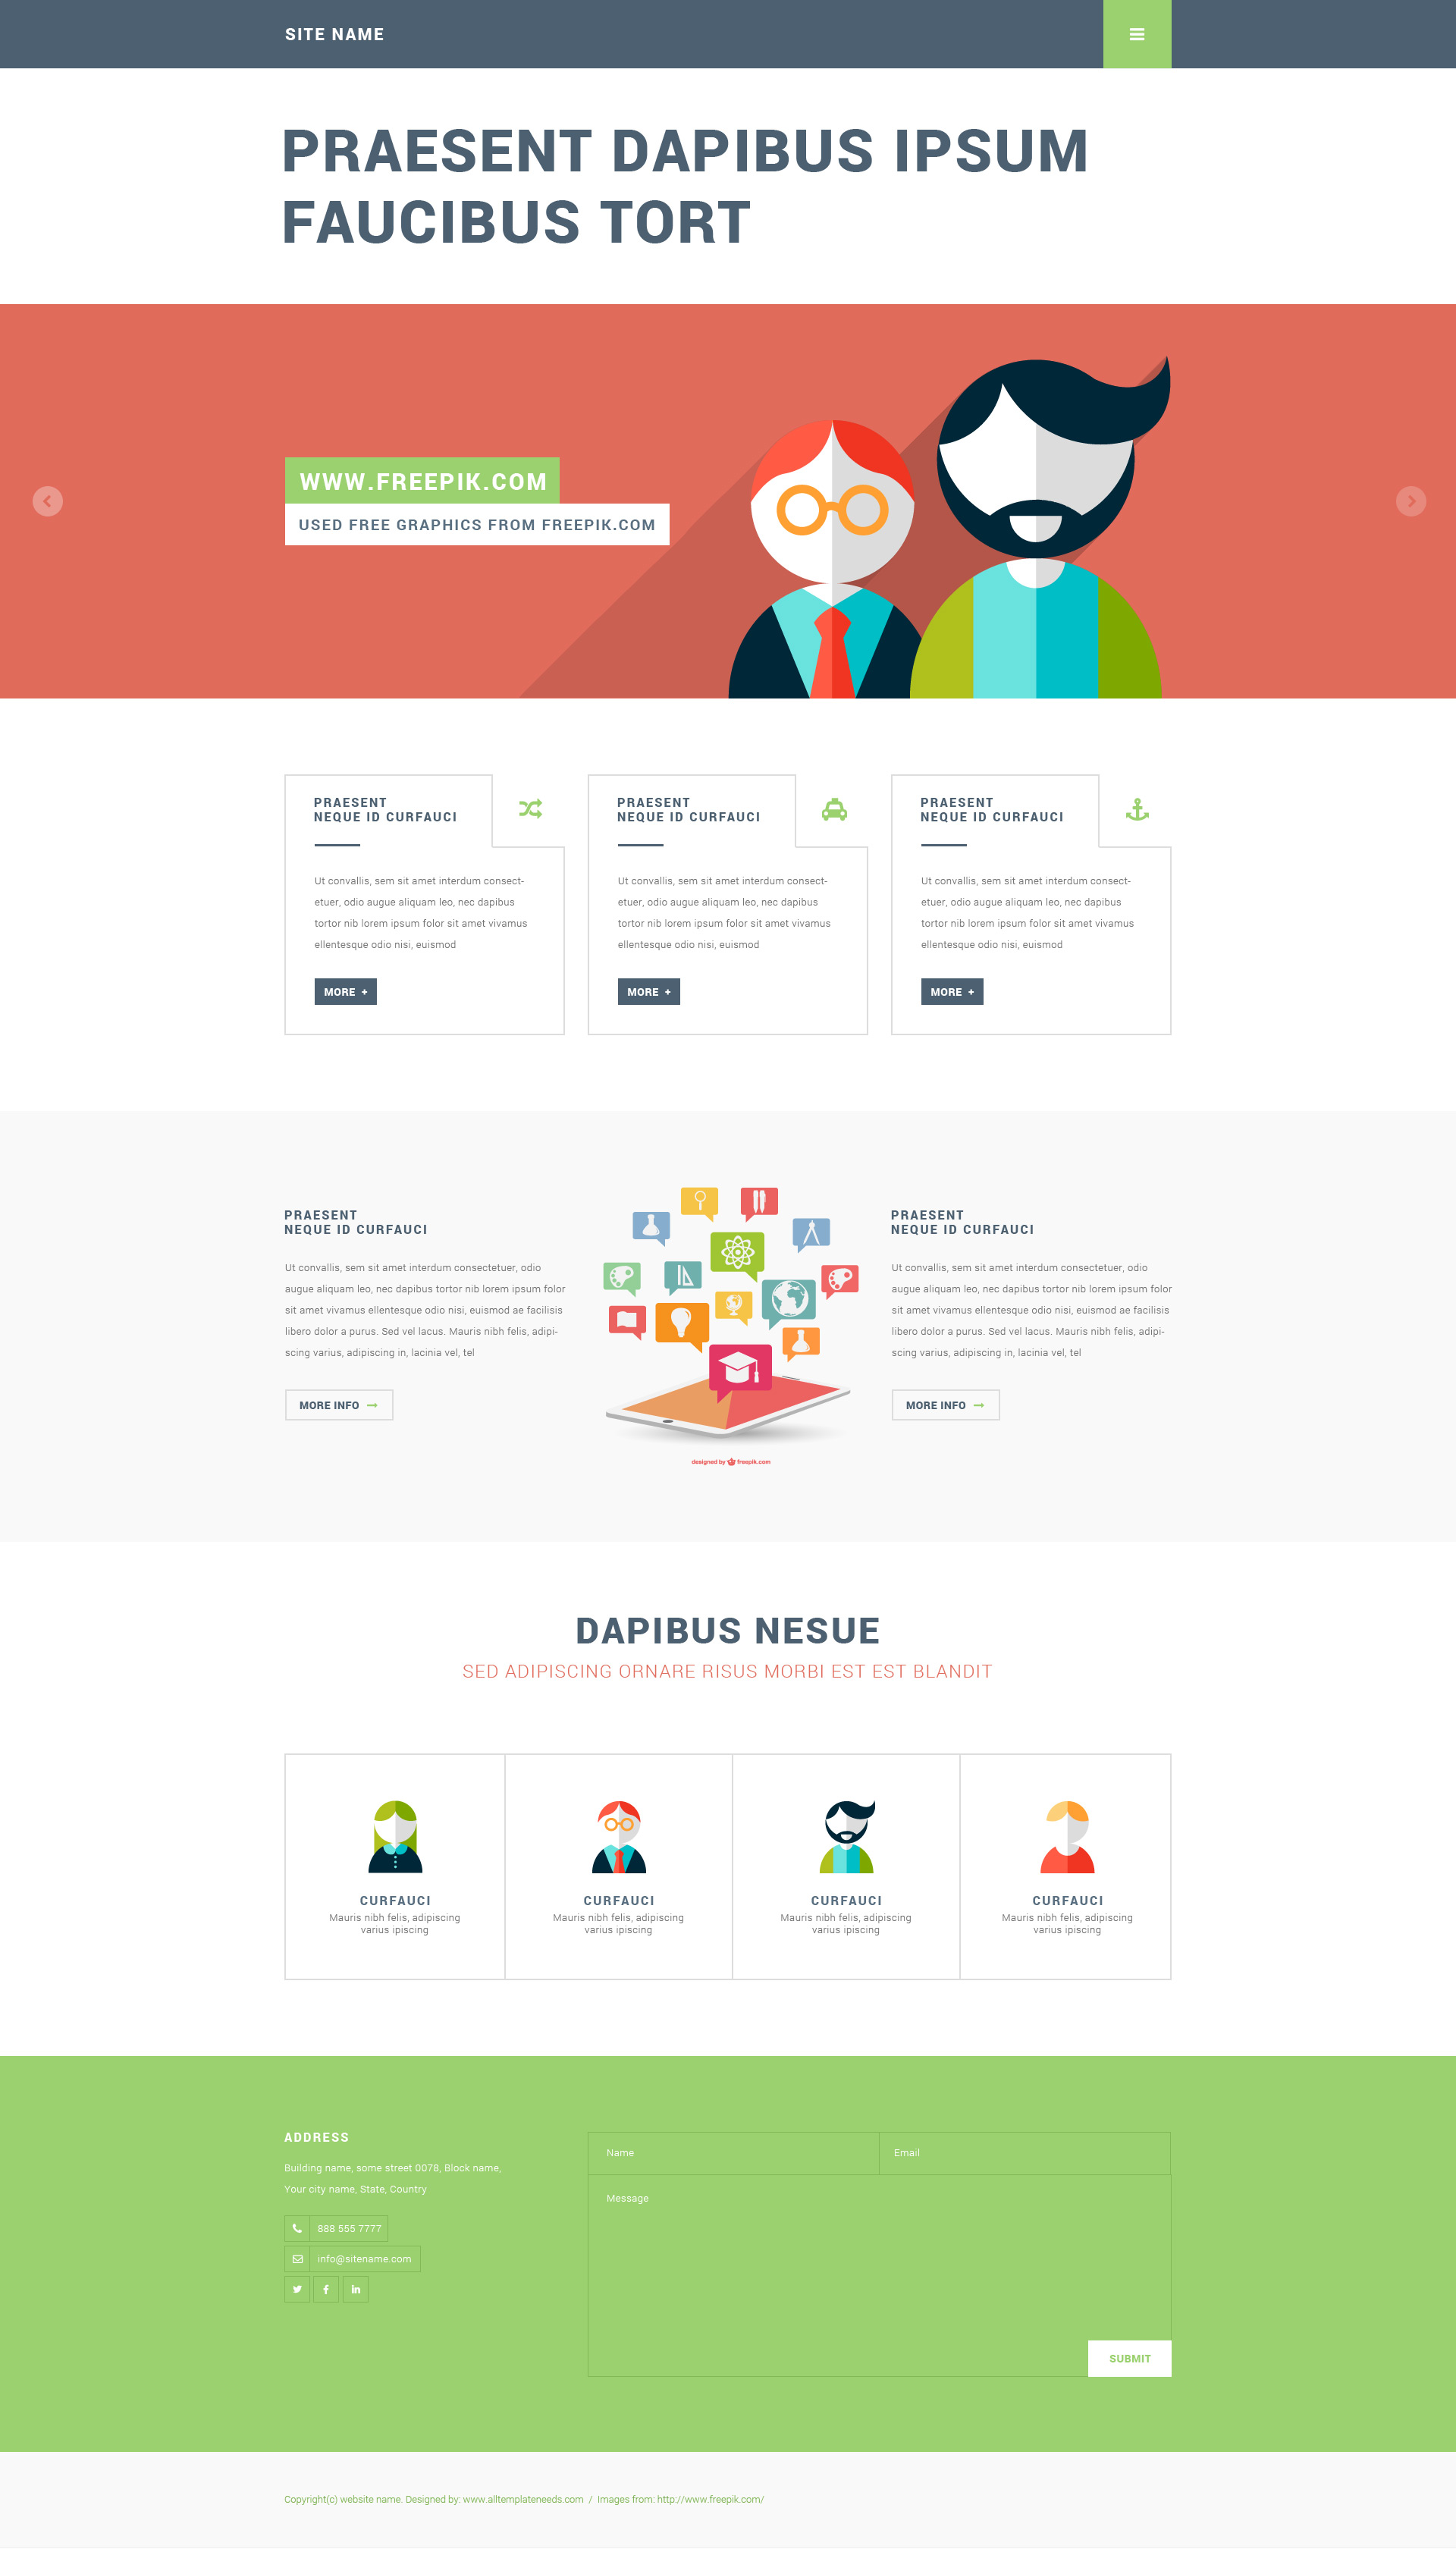 SITE NAME
PRAESENT DAPIBUS IPSUM
FAUCIBUS TORT
WWW.FREEPIK.COM
USED FREE GRAPHICS FROM FREEPIK.COM
PRAESENT
NEQUE ID CURFAUCI
Ut convallis, sem sit amet interdum consect-
etuer, odio augue aliquam leo, nec dapibus
tortor nib lorem ipsum folor sit amet vivamus
ellentesque odio nisi, euismod
MORE +
PRAESENT
NEQUE ID CURFAUCI
Ut convallis, sem sit amet interdum consect-
etuer, odio augue aliquam leo, nec dapibus
tortor nib lorem ipsum folor sit amet vivamus
ellentesque odio nisi, euismod
MORE +
PRAESENT
NEQUE ID CURFAUCI
Ut convallis, sem sit amet interdum consect-
etuer, odio augue aliquam leo, nec dapibus
tortor nib lorem ipsum folor sit amet vivamus
ellentesque odio nisi, euismod
MORE +
PRAESENT
NEQUE ID CURFAUCI
Ut convallis, sem sit amet interdum consectetuer, odio
augue aliquam leo, nec dapibus tortor nib lorem ipsum folor
sit amet vivamus ellentesque odio nisi, euismod ae facilisis
libero dolor a purus. Sed vel lacus. Mauris nibh felis, adipi-
scing varius, adipiscing in, lacinia vel, tel
MORE INFO
designed by freepik.com
PRAESENT
NEQUE ID CURFAUCI
Ut convallis, sem sit amet interdum consectetuer, odio
augue aliquam leo, nec dapibus tortor nib lorem ipsum folor
sit amet vivamus ellentesque odio nisi, euismod ae facilisis
libero dolor a purus. Sed vel lacus. Mauris nibh felis, adipi-
scing varius, adipiscing in, lacinia vel, tel
MORE INFO
DAPIBUS NESUE
SED ADIPISCING ORNARE RISUS MORBI EST EST BLANDIT
CURFAUCI
Mauris nibh felis, adipiscing
varius ipiscing
CURFAUCI
Mauris nibh felis, adipiscing
varius ipiscing
CURFAUCI
Mauris nibh felis, adipiscing
varius ipiscing
CURFAUCI
Mauris nibh felis, adipiscing
varius ipiscing
ADDRESS
Building name, some street 0078, Block name,
Your city name, State, Country
888 555 7777
info@sitename.com
Name
Email
Message
SUBMIT
Copyright(c) website name. Designed by: www.alltemplateneeds.com / Images from: http://www.freepik.com/